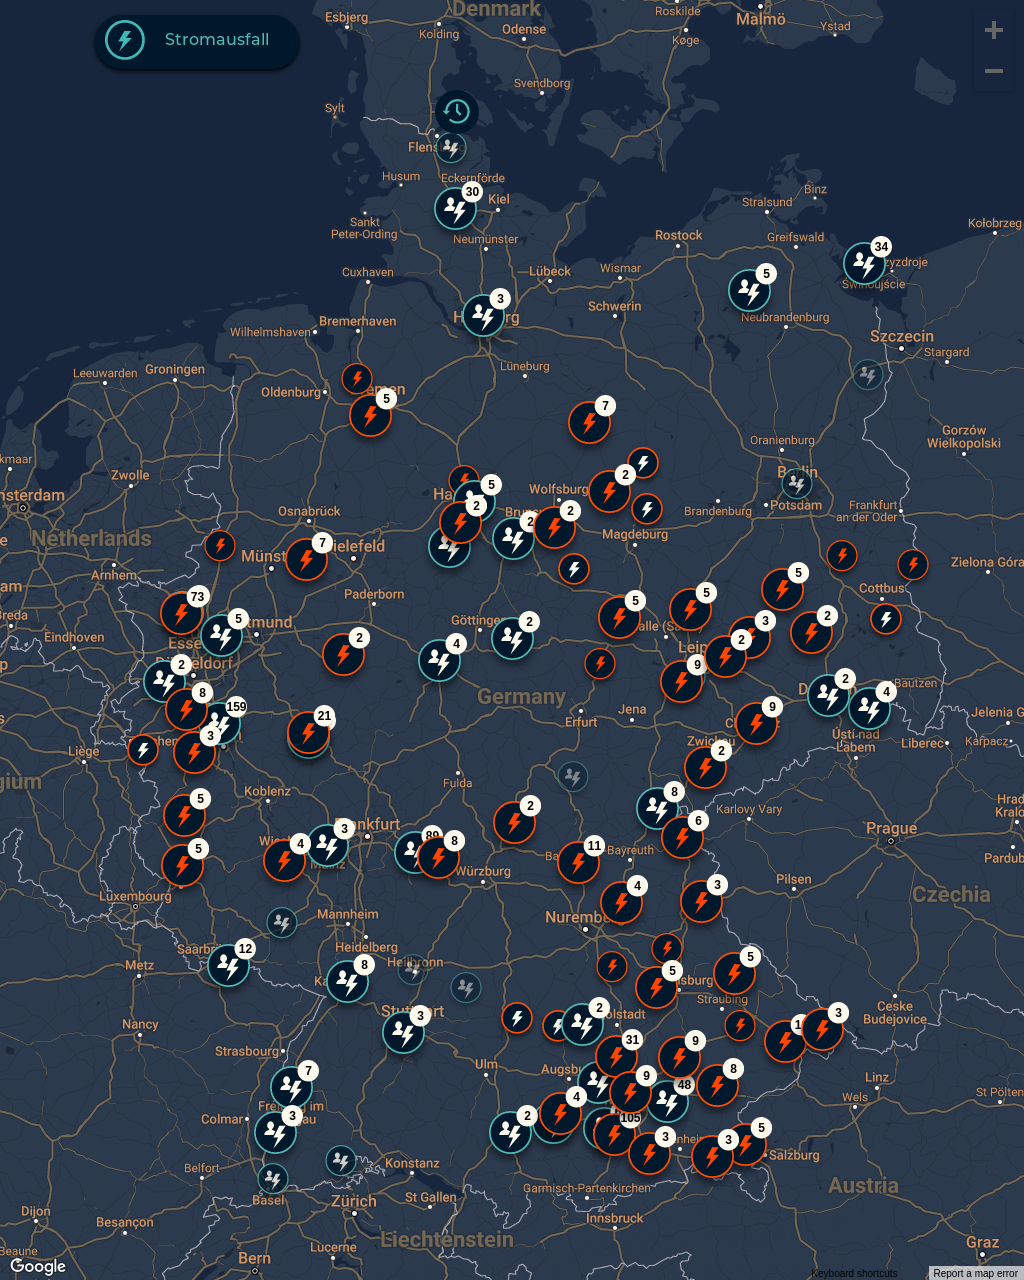 Denmark
Stromausfall
Esbjerg
Kolding
Odense
Roskilde
Malmö
Ystad
Køge
Svendborg
Sylt
Flens
Husum
Eckernförde
30
Kiel
Sankt
Peter-Ording
Neumünster
Binz
Stralsund
Greifswald
Rostock
Kołobrzeg
34
Świnoujście
5
Neubrandenburg
Cuxhaven
Lübeck
Wismar
3
Schwerin
Bremerhaven
Wilhelmshaven
Szczecin
Stargard
Groningen
Leeuwarden
Lüneburg
Oldenburg
5
7
Oranienburg
Gorzów
Wielkopolski
Berlin
Zwolle
Wolfsburg
2
5
2
2
2
Osnabrück
Brandenburg
Potsdam
Frankfurt
an der Oder
Magdeburg
Netherlands
7
Arnhem
Zielona Góra
Paderborn
Cottbus
5
73
5
5
5
3
2
2
Göttingen
2
4
2
Eindhoven
2
9
Germany
Bautzen
2
4
8
159
21
3
Erfurt
Jena
9
Zwickau
2
Ústí nad
Labem
Liberec
Jelenia G
Karpacz
Liège
Koblenz
Fulda
5
2
8
6
Karlovy Vary
Prague
Hrad
Kralo
Pardub
5
4
3
89
8
Würzburg
11
Bayreuth
Luxembourg
4
3
Pilsen
Czechia
Mannheim
Heidelberg
Heilbronn
12
8
Metz
5
5
Straubing
Ceske
Budejovice
3
2
3
Nancy
Strasbourg
Ulm
31
9
9
8
48
7
3
Colmar
4
2
105
3
3
5
Linz
Wels
St Pölten
Salzburg
Belfort
Basel
Konstanz
Zürich
St Gallen
Garmisch-Partenkirchen
Innsbruck
Austria
Dijon
Besançon
Liechtenstein
Lucerne
Bern
Graz
Beaune
Google
Keyboard shortcuts
Report a map error